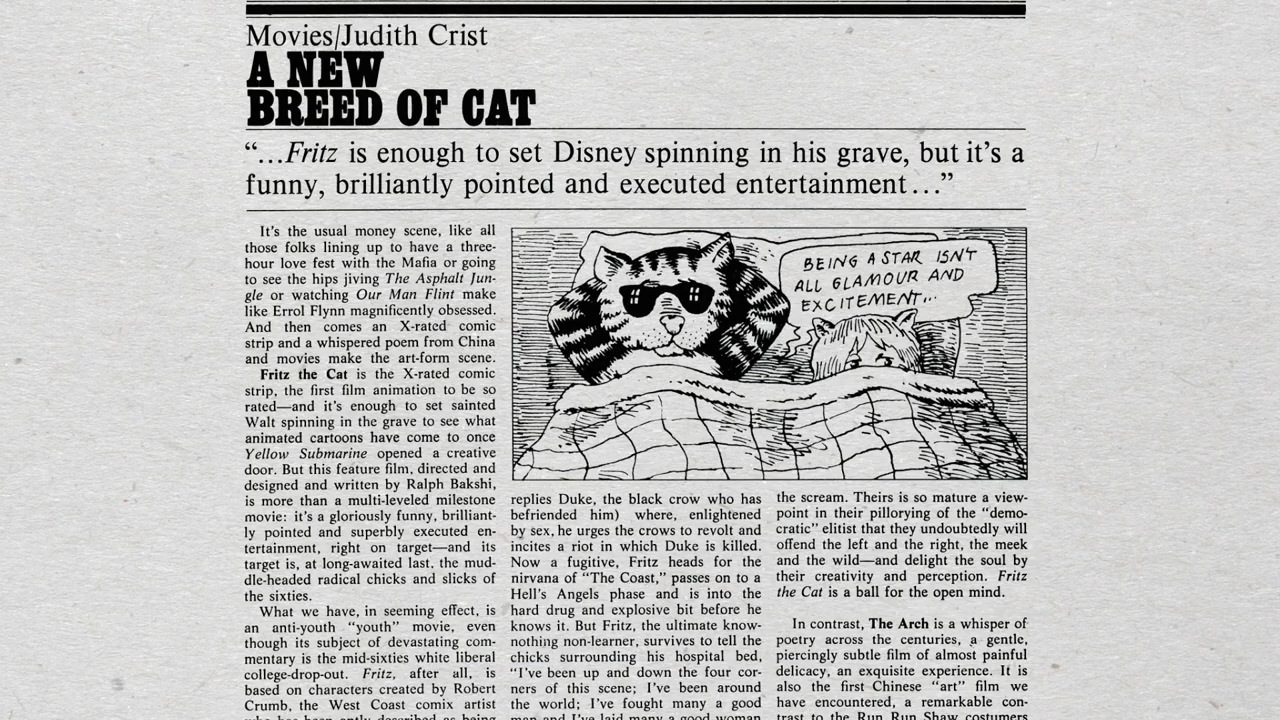 Movies/Judith Crist
A NEW
BREED OF CAT
“…Fritz is enough to set Disney spinning in his grave, but it’s a
funny, brilliantly pointed and executed entertainment…”
It’s the usual money scene, like all
those folks lining up to have a three-
hour love fest with the Mafia or going
to see the hips jiving The Asphalt Jun-
gle or watching Our Man Flint make
like Errol Flynn magnificently obsessed.
And then comes an X-rated comic
strip and a whispered poem from China
and movies make the art-form scene.
Fritz the Cat is the X-rated comic
strip, the first film animation to be so
rated—and it’s enough to set sainted
Walt spinning in the grave to see what
animated cartoons have come to once
Yellow Submarine opened a creative
door. But this feature film, directed and
designed and written by Ralph Bakshi,
is more than a multi-leveled milestone
movie: it’s a gloriously funny, brilliant-
ly pointed and superbly executed en-
tertainment, right on target—and its
target is, at long-awaited last, the mud-
dle-headed radical chicks and slicks of
the sixties.
What we have, in seeming effect, is
an anti-youth “youth” movie, even
though its subject of devastating com-
mentary is the mid-sixties white liberal
college-drop-out. Fritz, after all, is
based on characters created by Robert
Crumb, the West Coast comix artist
who has been aptly described as being
BEING A STAR ISN'T
ALL GLAMOUR AND
EXCITEMENT...
replies Duke, the black crow who has
befriended him) where, enlightened
by sex, he urges the crows to revolt and
incites a riot in which Duke is killed.
Now a fugitive, Fritz heads for the
nirvana of “The Coast,” passes on to a
Hell’s Angels phase and is into the
hard drug and explosive bit before he
knows it. But Fritz, the ultimate know-
nothing non-learner, survives to tell the
chicks surrounding his hospital bed,
“I’ve been up and down the four cor-
ners of this scene; I’ve been around
the world; I’ve fought many a good
man and I’ve laid many a good woman
the scream. Theirs is so mature a view-
point in their pillorying of the “demo-
cratic” elitist that they undoubtedly will
offend the left and the right, the meek
and the wild—and delight the soul by
their creativity and perception. Fritz
the Cat is a ball for the open mind.
In contrast, The Arch is a whisper of
poetry across the centuries, a gentle,
piercingly subtle film of almost painful
delicacy, an exquisite experience. It is
also the first Chinese “art” film we
have encountered, a remarkable con-
trast to the Run Run Shaw costumers